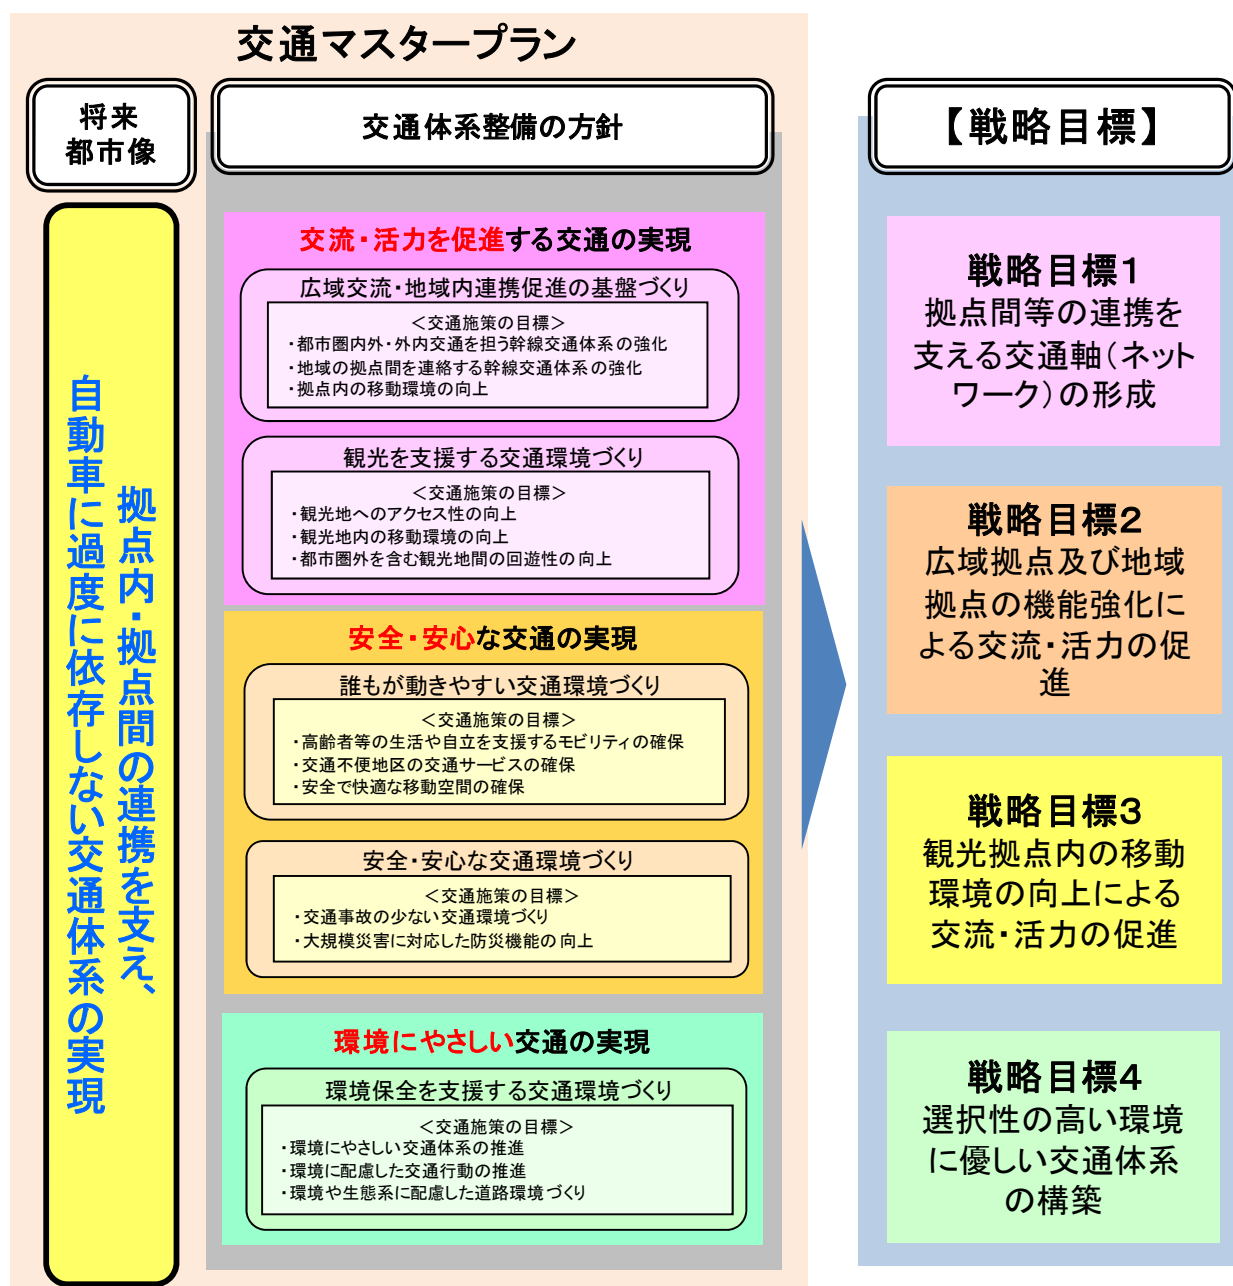 交通マスタープラン
将来
都市像
拠点内・拠点間の連携を支え、
自動車に過度に依存しない交通体系の実現
交通体系整備の方針
交流・活力を促進する交通の実現
広域交流・地域内連携促進の基盤づくり
＜交通施策の目標＞
・都市圏内外・外内交通を担う幹線交通体系の強化
・地域の拠点間を連絡する幹線交通体系の強化
・拠点内の移動環境の向上
観光を支援する交通環境づくり
＜交通施策の目標＞
・観光地へのアクセス性の向上
・観光地内の移動環境の向上
・都市圏外を含む観光地間の回遊性の向上
安全・安心な交通の実現
誰もが動きやすい交通環境づくり
＜交通施策の目標＞
・高齢者等の生活や自立を支援するモビリティの確保
・交通不便地区の交通サービスの確保
・安全で快適な移動空間の確保
安全・安心な交通環境づくり
＜交通施策の目標＞
・交通事故の少ない交通環境づくり
・大規模災害に対応した防災機能の向上
環境にやさしい交通の実現
環境保全を支援する交通環境づくり
＜交通施策の目標＞
・環境にやさしい交通体系の推進
・環境に配慮した交通行動の推進
・環境や生態系に配慮した道路環境づくり
【戦略目標】
戦略目標1
拠点間等の連携を
支える交通軸（ネット
ワーク）の形成
戦略目標2
広域拠点及び地域
拠点の機能強化に
よる交流・活力の促
進
戦略目標3
観光拠点内の移動
環境の向上による
交流・活力の促進
戦略目標4
選択性の高い環境
に優しい交通体系
の構築